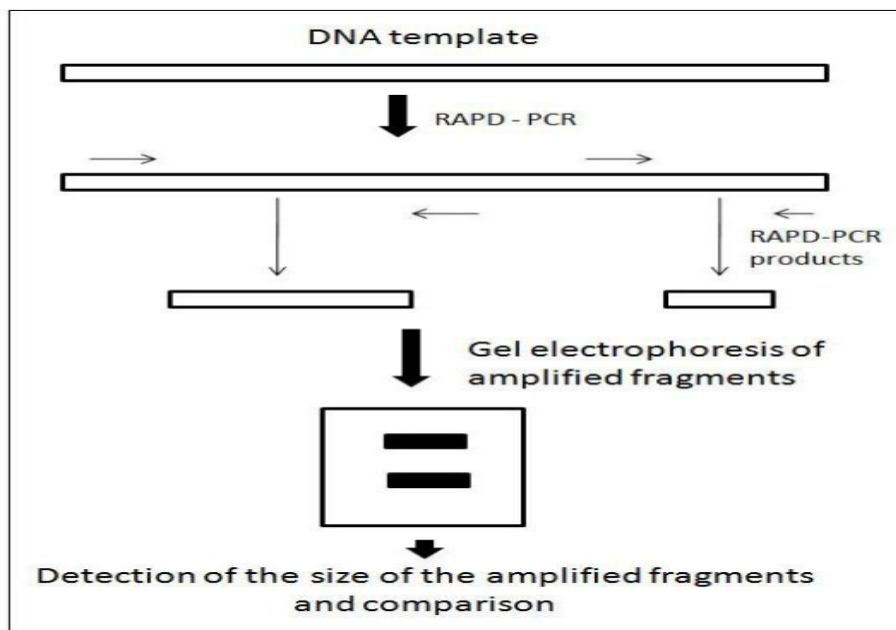 DNA template
RAPD - PCR
RAPD-PCR
products
Gel electrophoresis of
amplified fragments
Detection of the size of the amplified fragments
and comparison